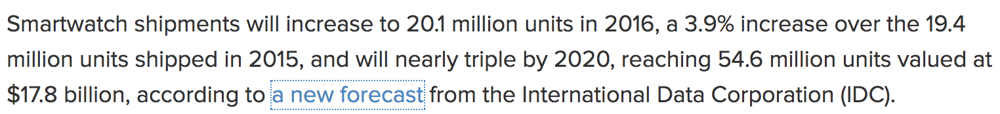 Smartwatch shipments will increase to 20.1 million units in 2016, a 3.9% increase over the 19.4
million units shipped in 2015, and will nearly triple by 2020, reaching 54.6 million units valued at
$17.8 billion, according to a new forecast from the International Data Corporation (IDC).